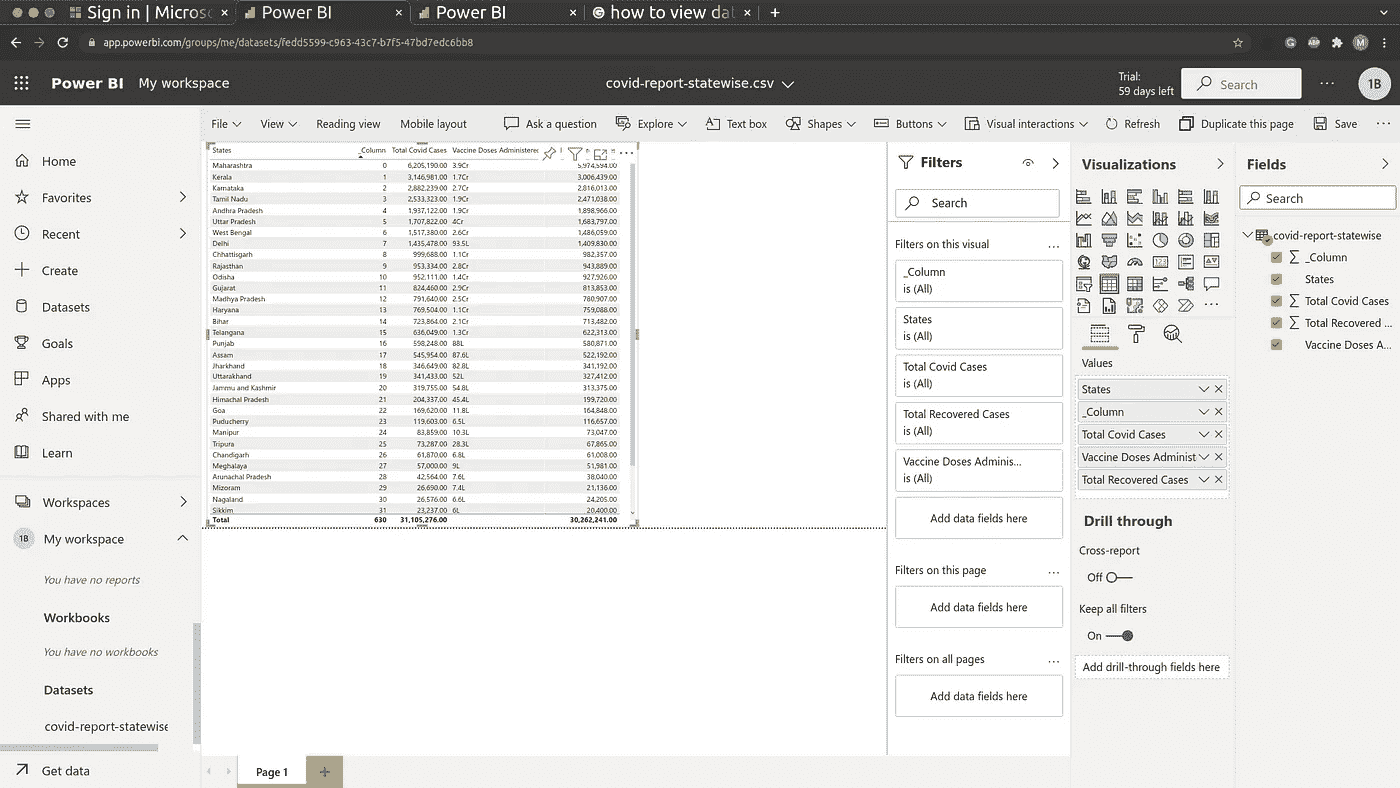 Sign in | Micros
Power BI
Power BI
how to view dat
app.powerbi.com/groups/me/datasets/fedd5599-c963-43c7-b7f5-47bd7edc6bb8
Power BI My workspace
covid-report-statewise.csv
Trial:
59 days left
Search
1B
File View Reading view Mobile layout Ask a question Explore Text box Shapes Buttons Visual interactions Refresh Duplicate this page Save
Home
Favorites
Recent
Create
Datasets
Goals
Apps
Shared with me
Learn
Workspaces
1B My workspace
You have no reports
Workbooks
You have no workbooks
Datasets
covid-report-statewise
Get data
States _Column Total Covid Cases Vaccine Doses Administered
Maharashtra 0 6,205,190.00 3.9Cr 5,974,594.00
Kerala 1 3,146,981.00 1.7Cr 3,006,439.00
Karnataka 2 2,882,239.00 2.7Cr 2,816,013.00
Tamil Nadu 3 2,533,323.00 1.9Cr 2,471,038.00
Andhra Pradesh 4 1,937,122.00 1.9Cr 1,898,966.00
Uttar Pradesh 5 1,707,822.00 4Cr 1,683,797.00
West Bengal 6 1,517,380.00 2.6Cr 1,486,059.00
Delhi 7 1,435,478.00 93.5L 1,409,830.00
Chhattisgarh 8 999,688.00 1.1Cr 982,357.00
Rajasthan 9 953,334.00 2.8Cr 943,889.00
Odisha 10 952,111.00 1.4Cr 927,926.00
Gujarat 11 824,460.00 2.9Cr 813,853.00
Madhya Pradesh 12 791,640.00 2.5Cr 780,907.00
Haryana 13 769,504.00 1.1Cr 759,088.00
Bihar 14 723,864.00 2.1Cr 713,482.00
Telangana 15 636,049.00 1.3Cr 622,313.00
Punjab 16 598,248.00 88L 580,871.00
Assam 17 545,954.00 87.6L 522,192.00
Jharkhand 18 346,649.00 82.8L 341,192.00
Uttarakhand 19 341,433.00 52L 327,412.00
Jammu and Kashmir 20 319,755.00 54.8L 313,375.00
Himachal Pradesh 21 204,337.00 45.4L 199,720.00
Goa 22 169,620.00 11.8L 164,848.00
Puducherry 23 119,603.00 6.5L 116,657.00
Manipur 24 83,859.00 10.3L 73,047.00
Tripura 25 73,287.00 28.3L 67,865.00
Chandigarh 26 61,870.00 6.8L 61,008.00
Meghalaya 27 57,000.00 9L 51,981.00
Arunachal Pradesh 28 42,564.00 7.6L 38,040.00
Mizoram 29 26,690.00 7.4L 21,136.00
Nagaland 30 26,576.00 6.6L 24,205.00
Sikkim 31 23,237.00 6L 20,400.00
Total 630 31,105,276.00 30,262,241.00
Page 1
Filters
Search
Filters on this visual
_Column
is (All)
States
is (All)
Total Covid Cases
is (All)
Total Recovered Cases
is (All)
Vaccine Doses Adminis...
is (All)
Add data fields here
Filters on this page
Add data fields here
Filters on all pages
Add data fields here
Visualizations
Values
States
_Column
Total Covid Cases
Vaccine Doses Administ
Total Recovered Cases
Drill through
Cross-report
Off
Keep all filters
On
Add drill-through fields here
Fields
Search
covid-report-statewise
_Column
States
Total Covid Cases
Total Recovered ...
Vaccine Doses A...